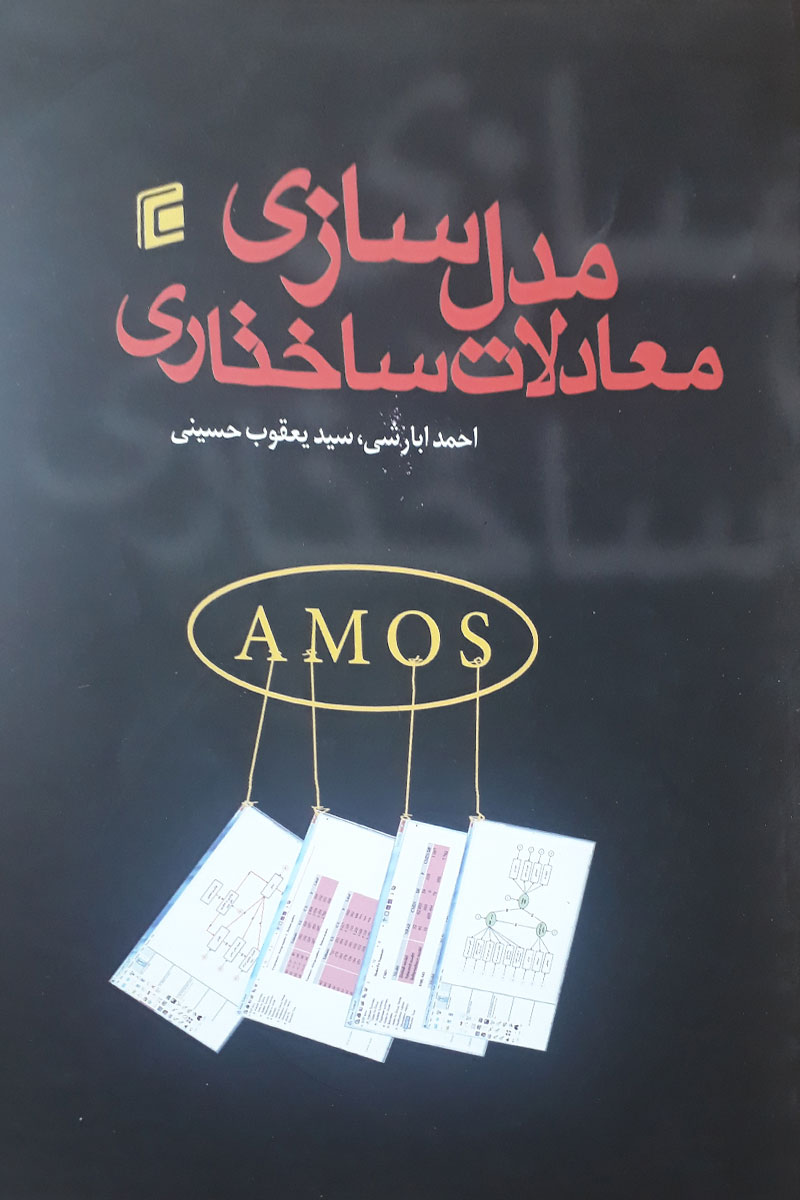 مدل سازی
معادلات ساختاری
احمد ابارشی، سید یعقوب حسینی
AMOS